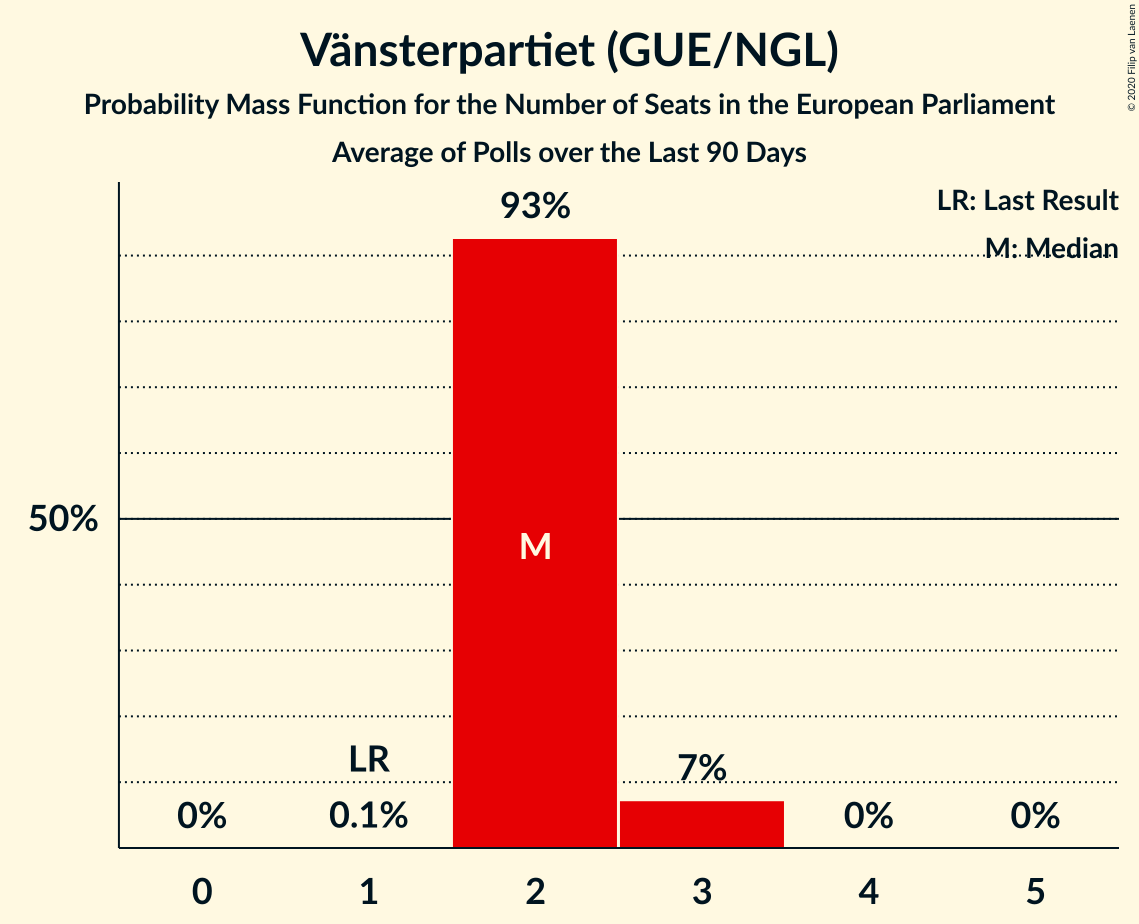 Vänsterpartiet (GUE/NGL)
Probability Mass Function for the Number of Seats in the European Parliament
Average of Polls over the Last 90 Days
© 2020 Filip van Laenen
LR: Last Result
M: Median
93%
50%
M
LR
7%
0%
0.1%
0%
0%
0
1
2
3
4
5